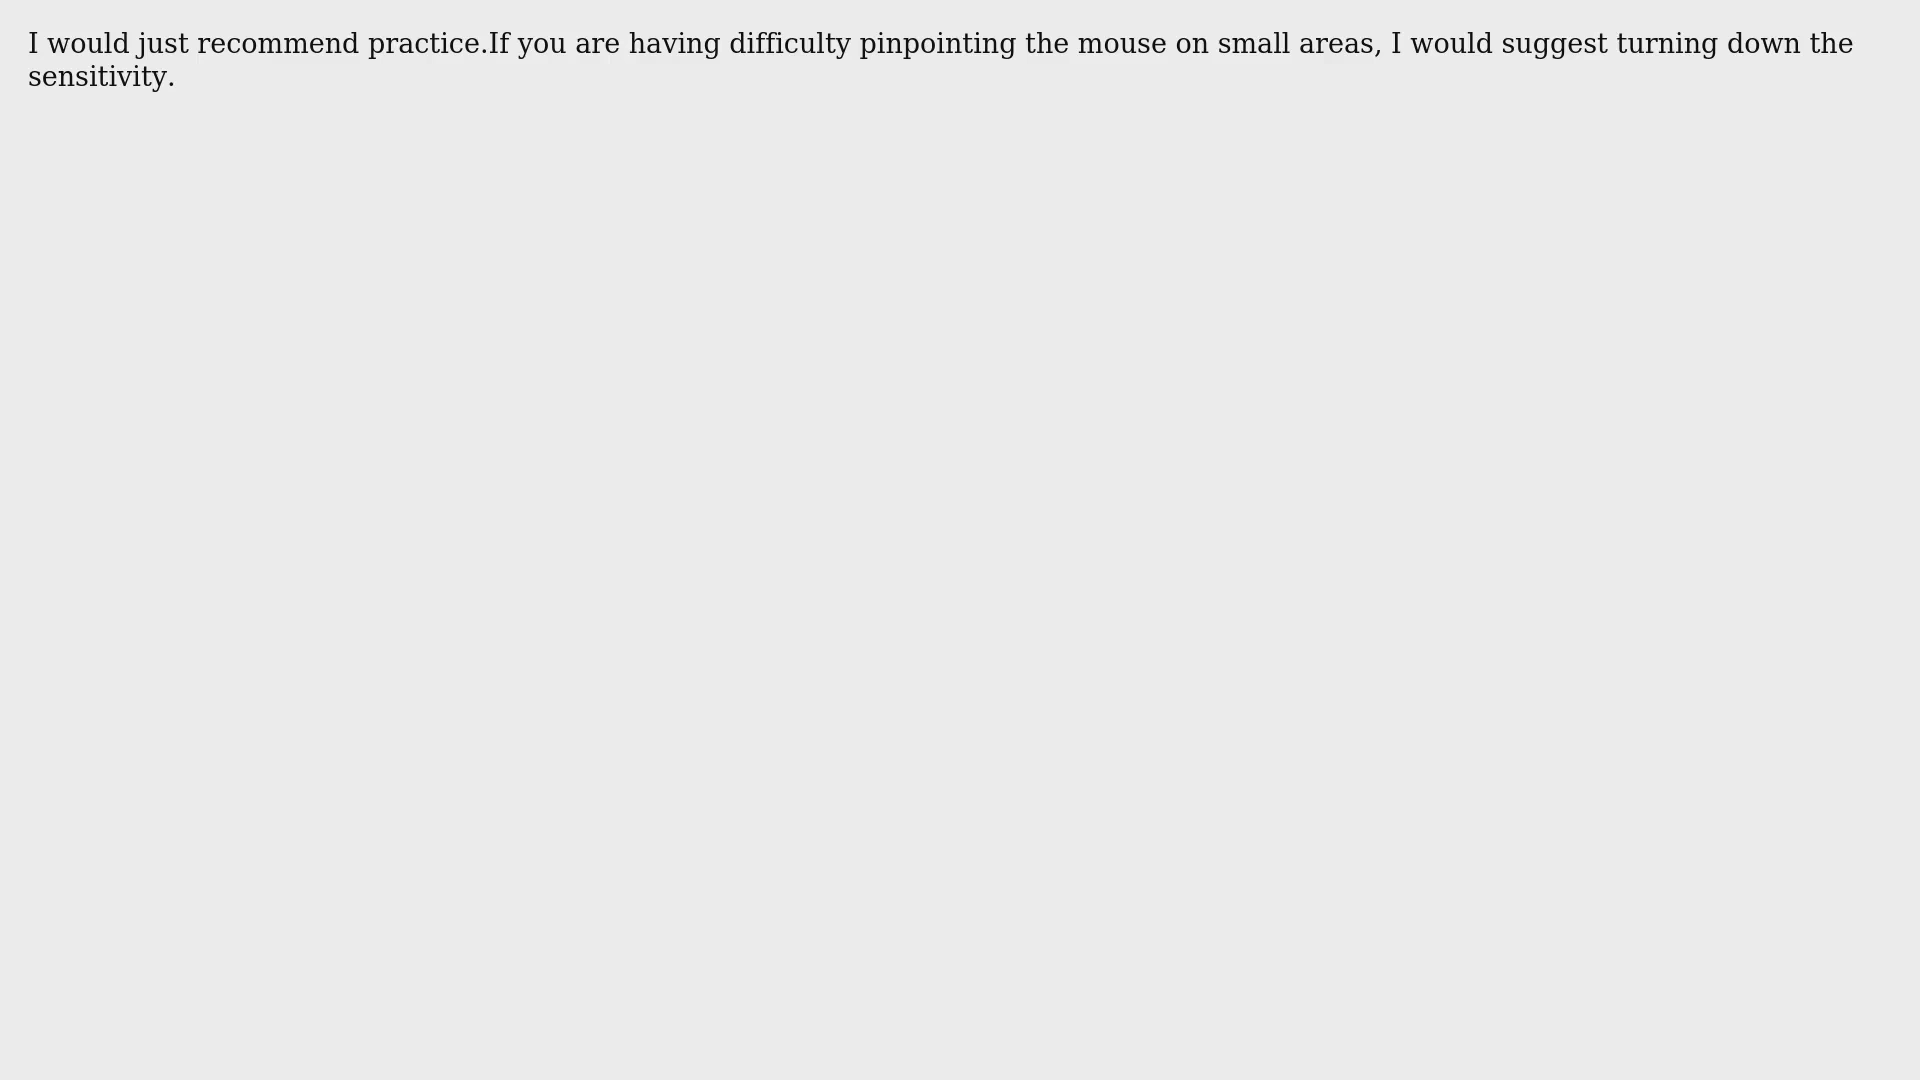 I would just recommend practice.If you are having difficulty pinpointing the mouse on small areas, I would suggest turning down the
sensitivity.